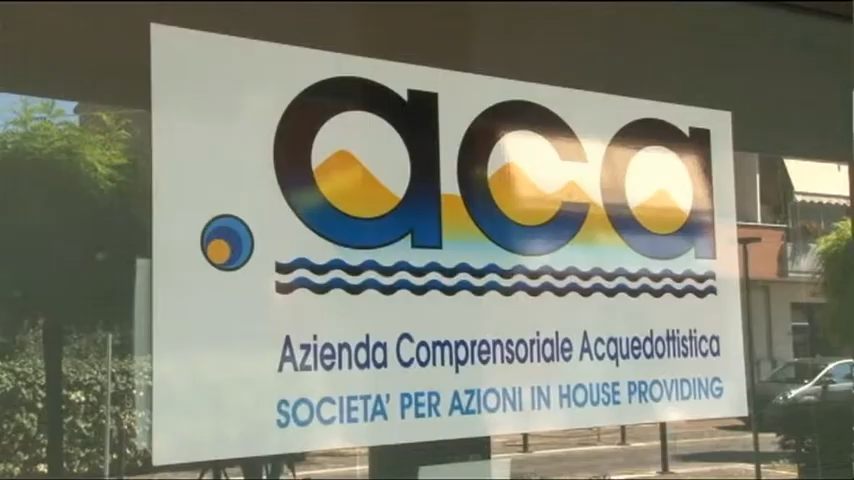 .aca
Azienda Comprensoriale Acquedottistica
SOCIETA' PER AZIONI IN HOUSE PROVIDING